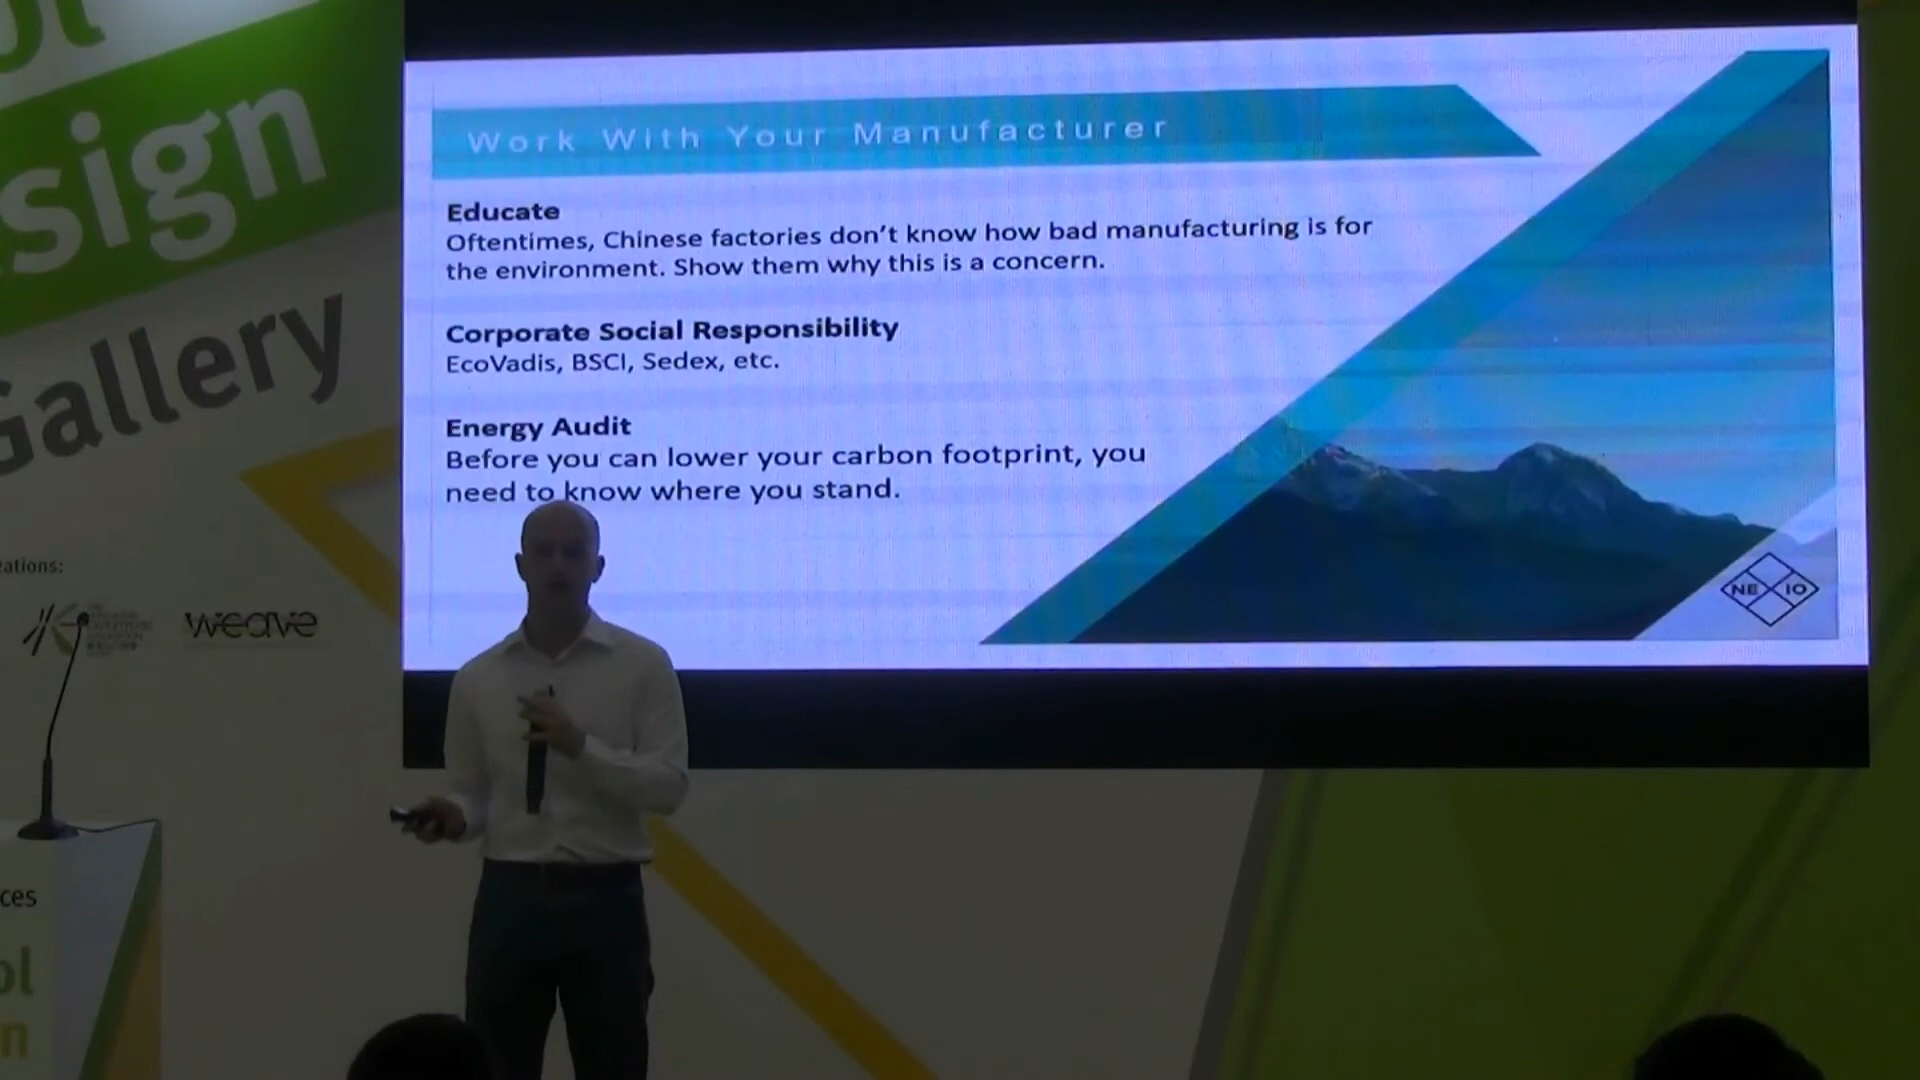 sign
Gallery
ations:
weave
ces
ol
n
Work With Your Manufacturer
Educate
Oftentimes, Chinese factories don't know how bad manufacturing is for
the environment. Show them why this is a concern.
Corporate Social Responsibility
EcoVadis, BSCI, Sedex, etc.
Energy Audit
Before you can lower your carbon footprint, you
need to know where you stand.
NE IO